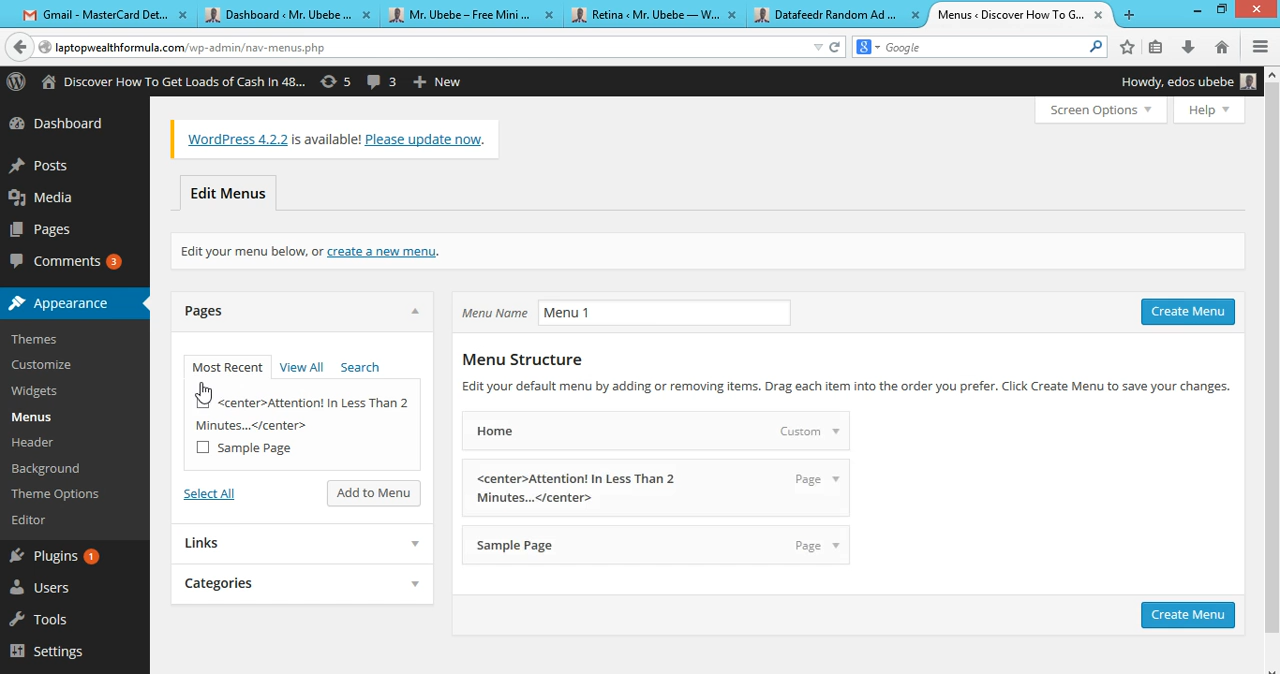 Gmail - MasterCard Det...
Dashboard ‹ Mr. Ubebe ...
Mr. Ubebe – Free Mini ...
Retina ‹ Mr. Ubebe — W...
Datafeedr Random Ad ...
Menus ‹ Discover How To G...
laptopwealthformula.com/wp-admin/nav-menus.php
8
Google
Discover How To Get Loads of Cash In 48...
5
3
New
Howdy, edos ubebe
Dashboard
Posts
Media
Pages
Comments 3
Appearance
Themes
Customize
Widgets
Menus
Header
Background
Theme Options
Editor
Plugins 1
Users
Tools
Settings
Screen Options
Help
WordPress 4.2.2 is available! Please update now.
Edit Menus
Edit your menu below, or create a new menu.
Pages
Most Recent
View All
Search
<center>Attention! In Less Than 2
Minutes...</center>
Sample Page
Select All
Add to Menu
Links
Categories
Menu Name
Menu 1
Create Menu
Menu Structure
Edit your default menu by adding or removing items. Drag each item into the order you prefer. Click Create Menu to save your changes.
Home
Custom
<center>Attention! In Less Than 2
Minutes...</center>
Page
Sample Page
Page
Create Menu